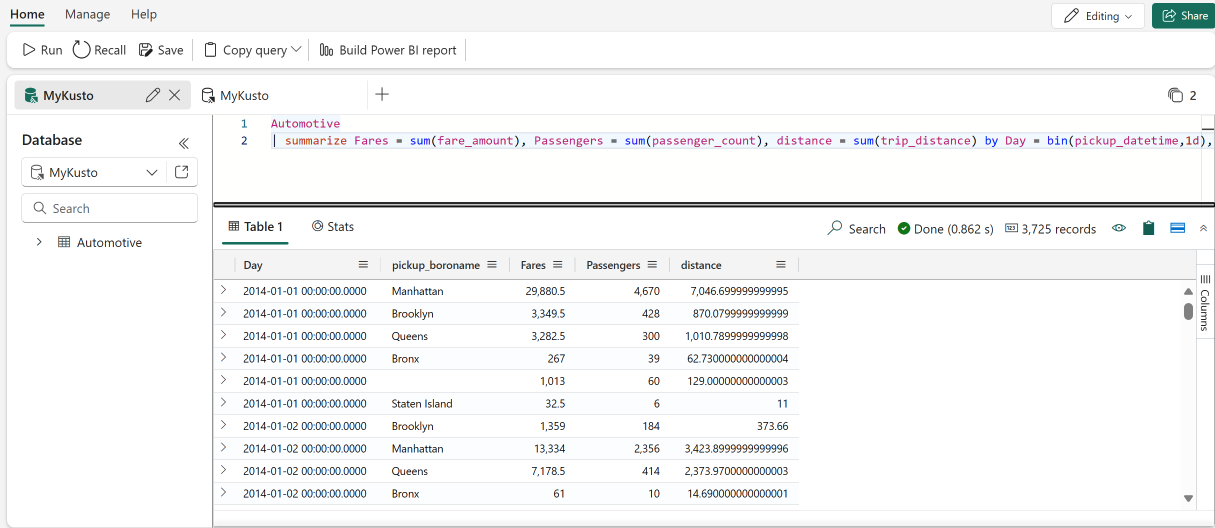 Home Manage Help Editing Share
Run Recall Save Copy query Build Power BI report
MyKusto MyKusto 2
Database
MyKusto
Search
Automotive
1 Automotive
2 | summarize Fares = sum(fare_amount), Passengers = sum(passenger_count), distance = sum(trip_distance) by Day = bin(pickup_datetime,1d),
Table 1 Stats Search Done (0.862 s) 3,725 records
Day pickup_boroname Fares Passengers distance
2014-01-01 00:00:00.0000 Manhattan 29,880.5 4,670 7,046.699999999995
2014-01-01 00:00:00.0000 Brooklyn 3,349.5 428 870.0799999999999
2014-01-01 00:00:00.0000 Queens 3,282.5 300 1,010.7899999999998
2014-01-01 00:00:00.0000 Bronx 267 39 62.730000000000004
2014-01-01 00:00:00.0000 1,013 60 129.00000000000003
2014-01-01 00:00:00.0000 Staten Island 32.5 6 11
2014-01-02 00:00:00.0000 Brooklyn 1,359 184 373.66
2014-01-02 00:00:00.0000 Manhattan 13,334 2,356 3,423.8999999999996
2014-01-02 00:00:00.0000 Queens 7,178.5 414 2,373.9700000000003
2014-01-02 00:00:00.0000 Bronx 61 10 14.690000000000001
Columns